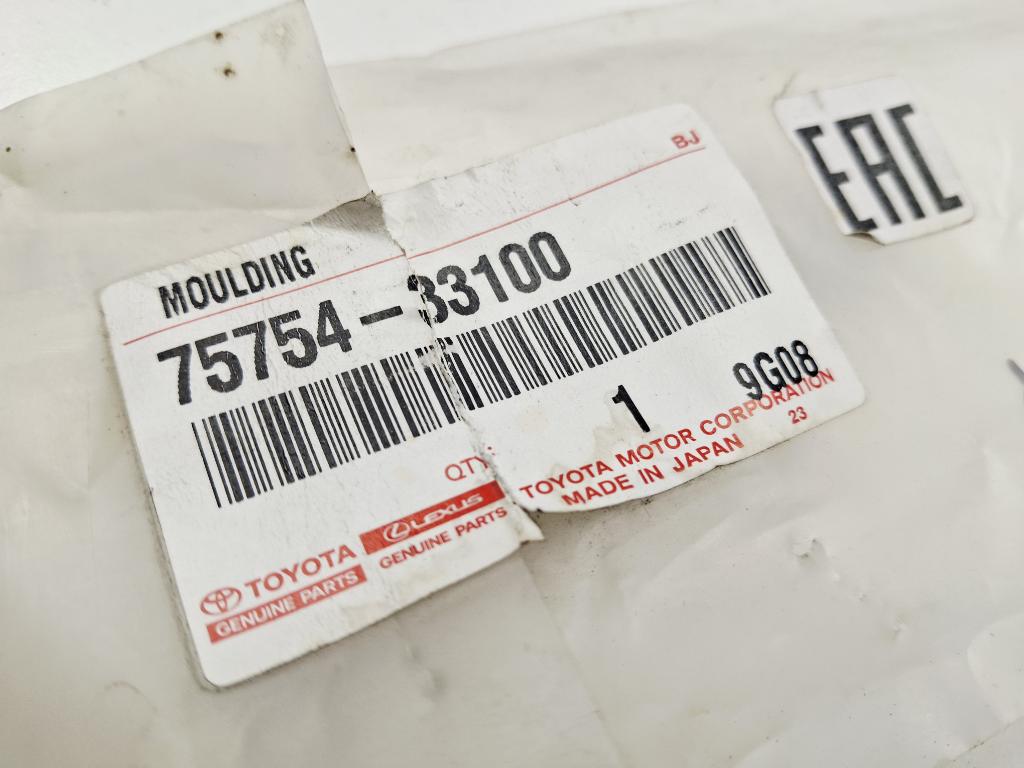 BJ
EAC
MOULDING
75754-33100
QTY: 1 9G08
TOYOTA MOTOR CORPORATION
MADE IN JAPAN 23
TOYOTA
GENUINE PARTS
LEXUS
GENUINE PARTS